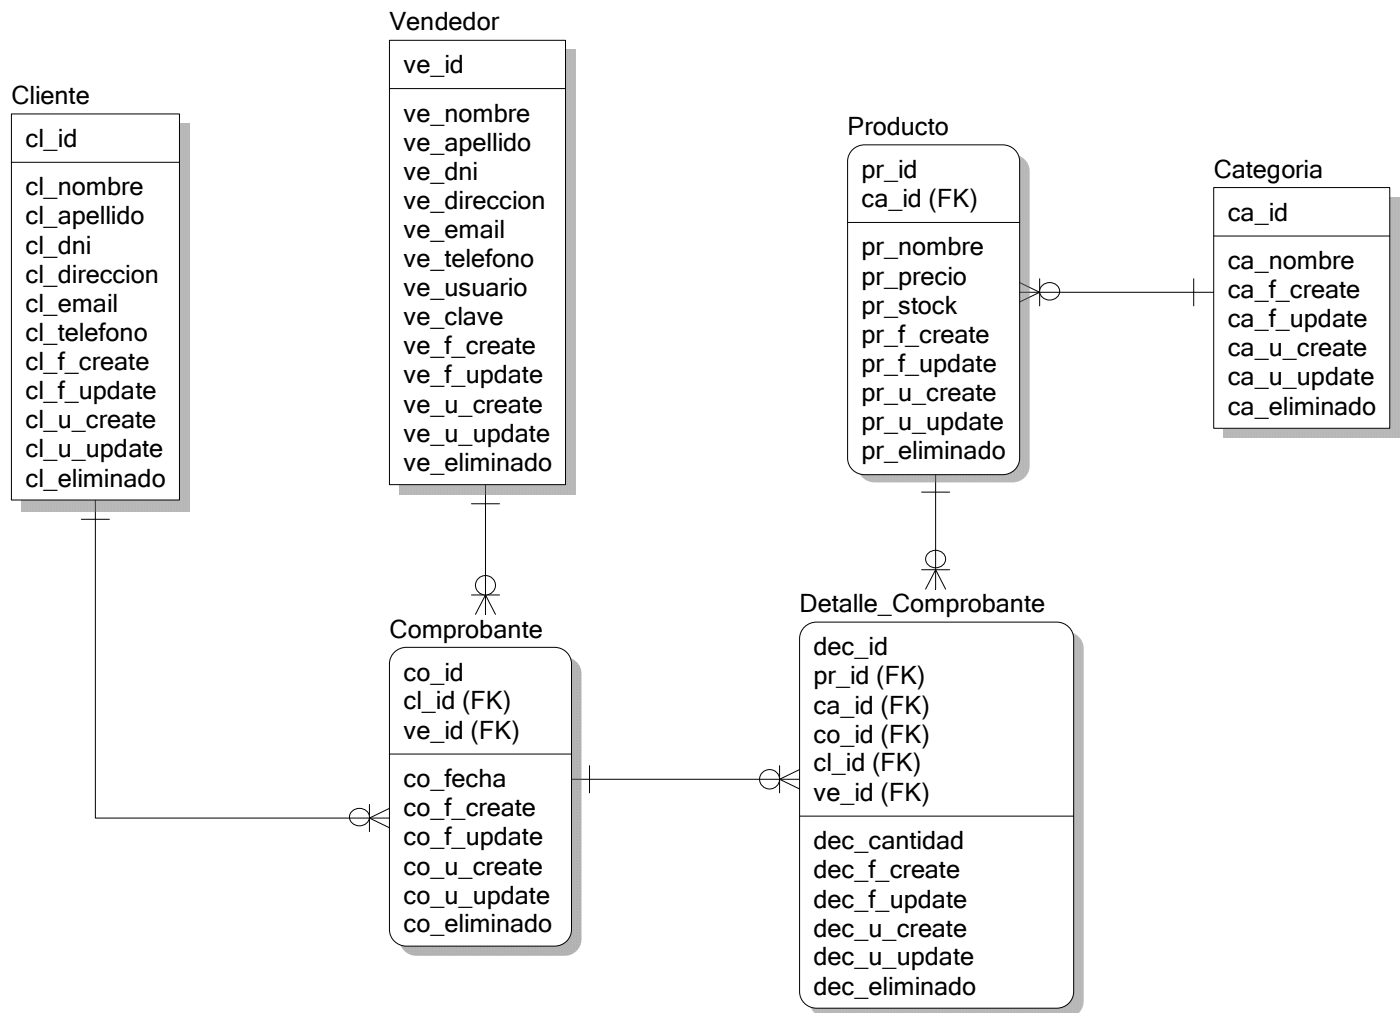 Cliente
cl_id
cl_nombre
cl_apellido
cl_dni
cl_direccion
cl_email
cl_telefono
cl_f_create
cl_f_update
cl_u_create
cl_u_update
cl_eliminado
Vendedor
ve_id
ve_nombre
ve_apellido
ve_dni
ve_direccion
ve_email
ve_telefono
ve_usuario
ve_clave
ve_f_create
ve_f_update
ve_u_create
ve_u_update
ve_eliminado
Producto
pr_id
ca_id (FK)
pr_nombre
pr_precio
pr_stock
pr_f_create
pr_f_update
pr_u_create
pr_u_update
pr_eliminado
Categoria
ca_id
ca_nombre
ca_f_create
ca_f_update
ca_u_create
ca_u_update
ca_eliminado
Comprobante
co_id
cl_id (FK)
ve_id (FK)
co_fecha
co_f_create
co_f_update
co_u_create
co_u_update
co_eliminado
Detalle_Comprobante
dec_id
pr_id (FK)
ca_id (FK)
co_id (FK)
cl_id (FK)
ve_id (FK)
dec_cantidad
dec_f_create
dec_f_update
dec_u_create
dec_u_update
dec_eliminado